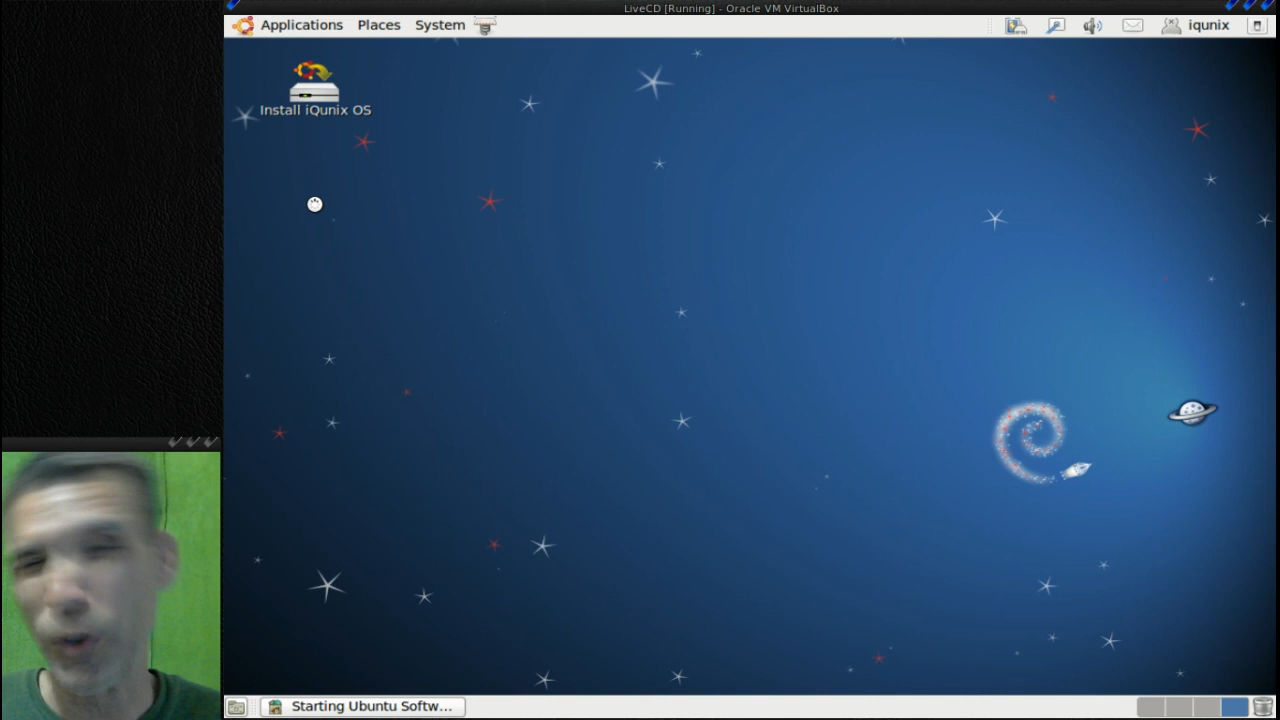 LiveCD [Running] - Oracle VM VirtualBox
Applications Places System iqunix
Install iQunix OS
Starting Ubuntu Softw...